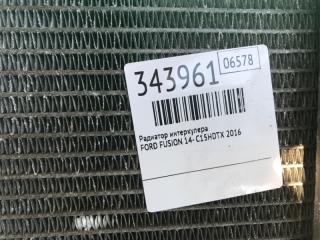 343961 06578
Радиатор интеркулера
FORD FUSION 14- C15HDTX 2016